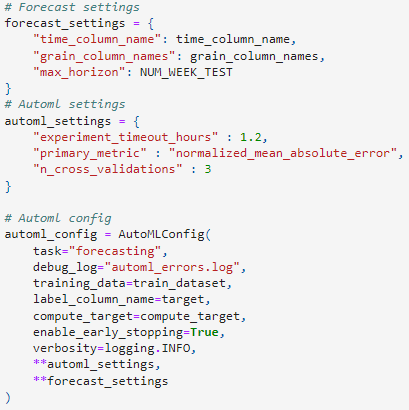 # Forecast settings
forecast_settings = {
    "time_column_name": time_column_name,
    "grain_column_names": grain_column_names,
    "max_horizon": NUM_WEEK_TEST
}
# Automl settings
automl_settings = {
    "experiment_timeout_hours" : 1.2,
    "primary_metric" : "normalized_mean_absolute_error",
    "n_cross_validations" : 3
}

# Automl config
automl_config = AutoMLConfig(
    task="forecasting",
    debug_log="automl_errors.log",
    training_data=train_dataset,
    label_column_name=target,
    compute_target=compute_target,
    enable_early_stopping=True,
    verbosity=logging.INFO,
    **automl_settings,
    **forecast_settings
)